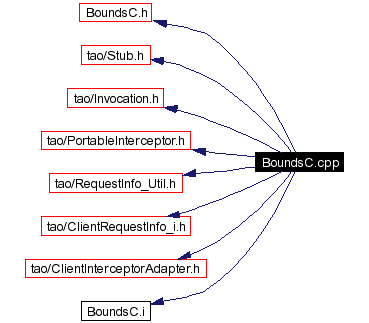 BoundsC.h
tao/Stub.h
tao/Invocation.h
tao/PortableInterceptor.h
BoundsC.cpp
tao/RequestInfo_Util.h
tao/ClientRequestInfo_i.h
tao/ClientInterceptorAdapter.h
BoundsC.i